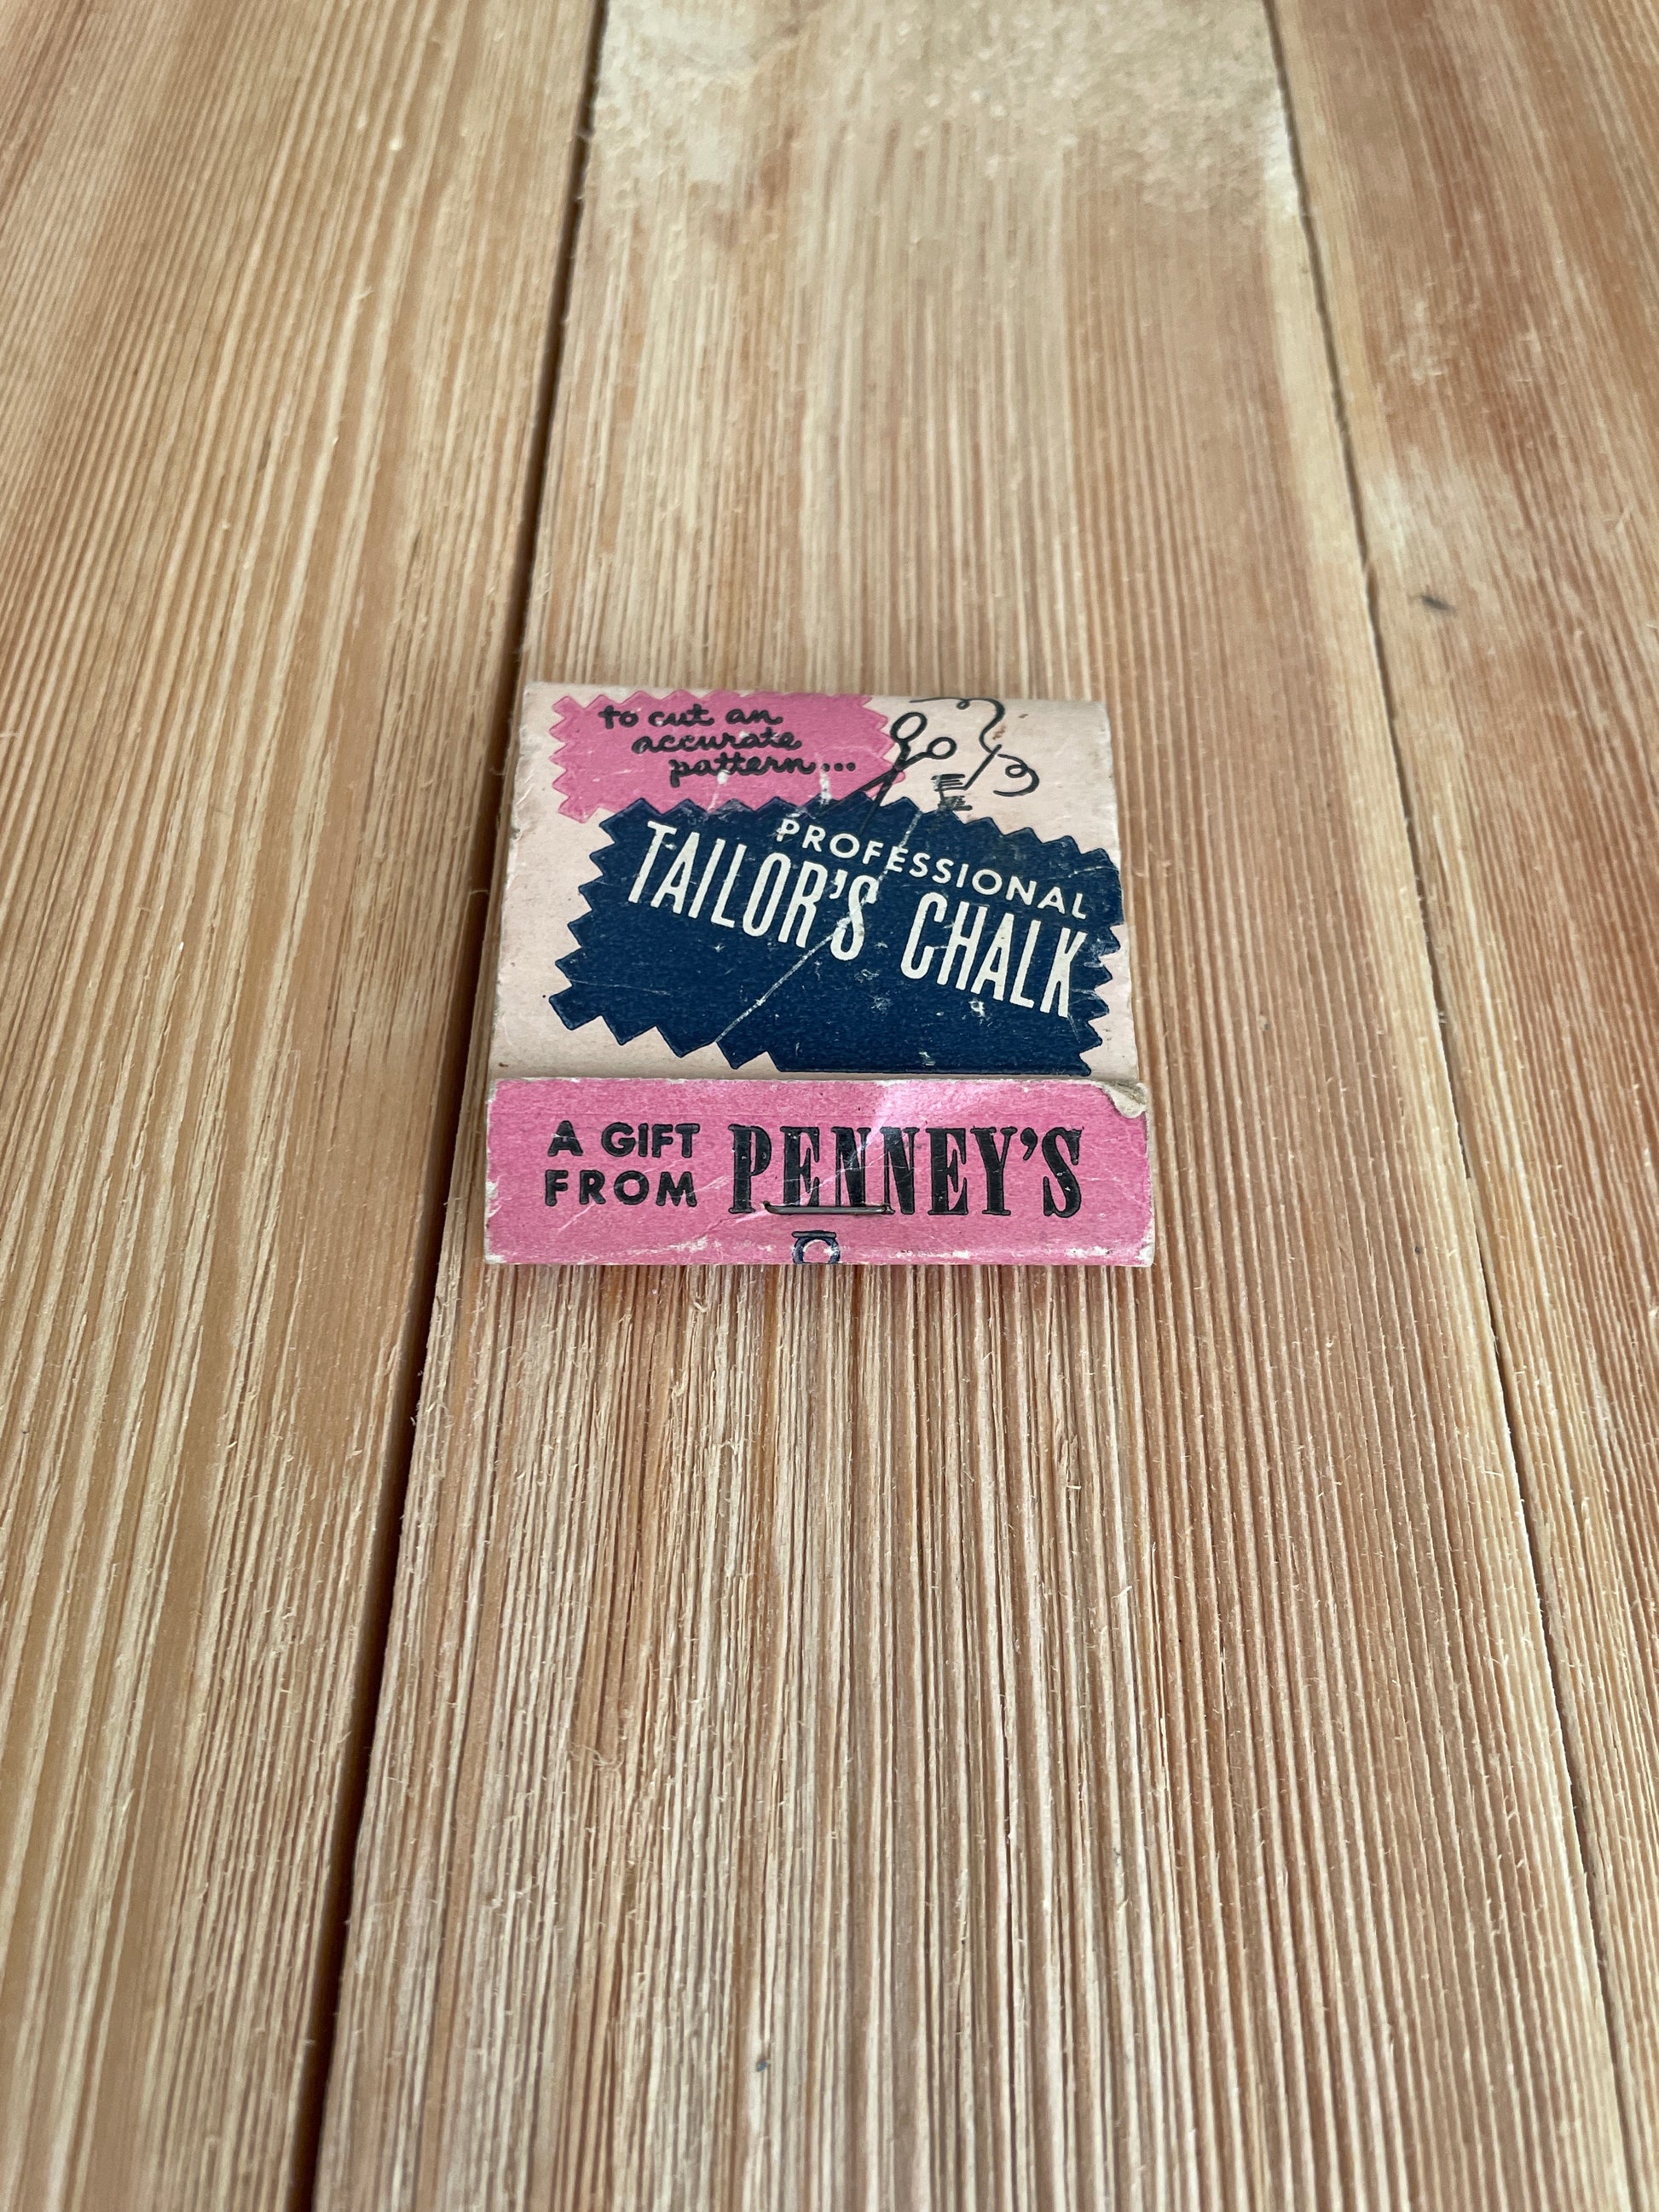 to cut an
accurate
pattern...
PROFESSIONAL
TAILOR'S CHALK
A GIFT
FROM PENNEY'S